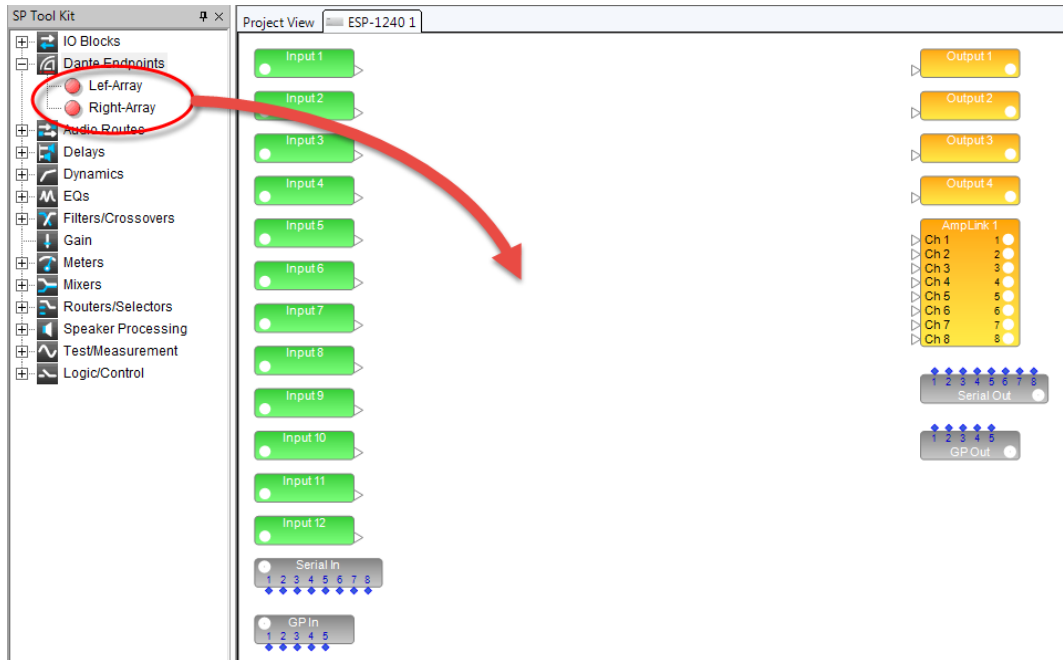 SP Tool Kit
IO Blocks
Dante Endpoints
Lef-Array
Right-Array
Audio Routes
Delays
Dynamics
EQs
Filters/Crossovers
Gain
Meters
Mixers
Routers/Selectors
Speaker Processing
Test/Measurement
Logic/Control
Project View ESP-1240 1
Input 1
Input 2
Input 3
Input 4
Input 5
Input 6
Input 7
Input 8
Input 9
Input 10
Input 11
Input 12
Serial In
1 2 3 4 5 6 7 8
GP In
1 2 3 4 5
Output 1
Output 2
Output 3
Output 4
AmpLink 1
Ch 1 1
Ch 2 2
Ch 3 3
Ch 4 4
Ch 5 5
Ch 6 6
Ch 7 7
Ch 8 8
1 2 3 4 5 6 7 8
Serial Out
1 2 3 4 5
GP Out